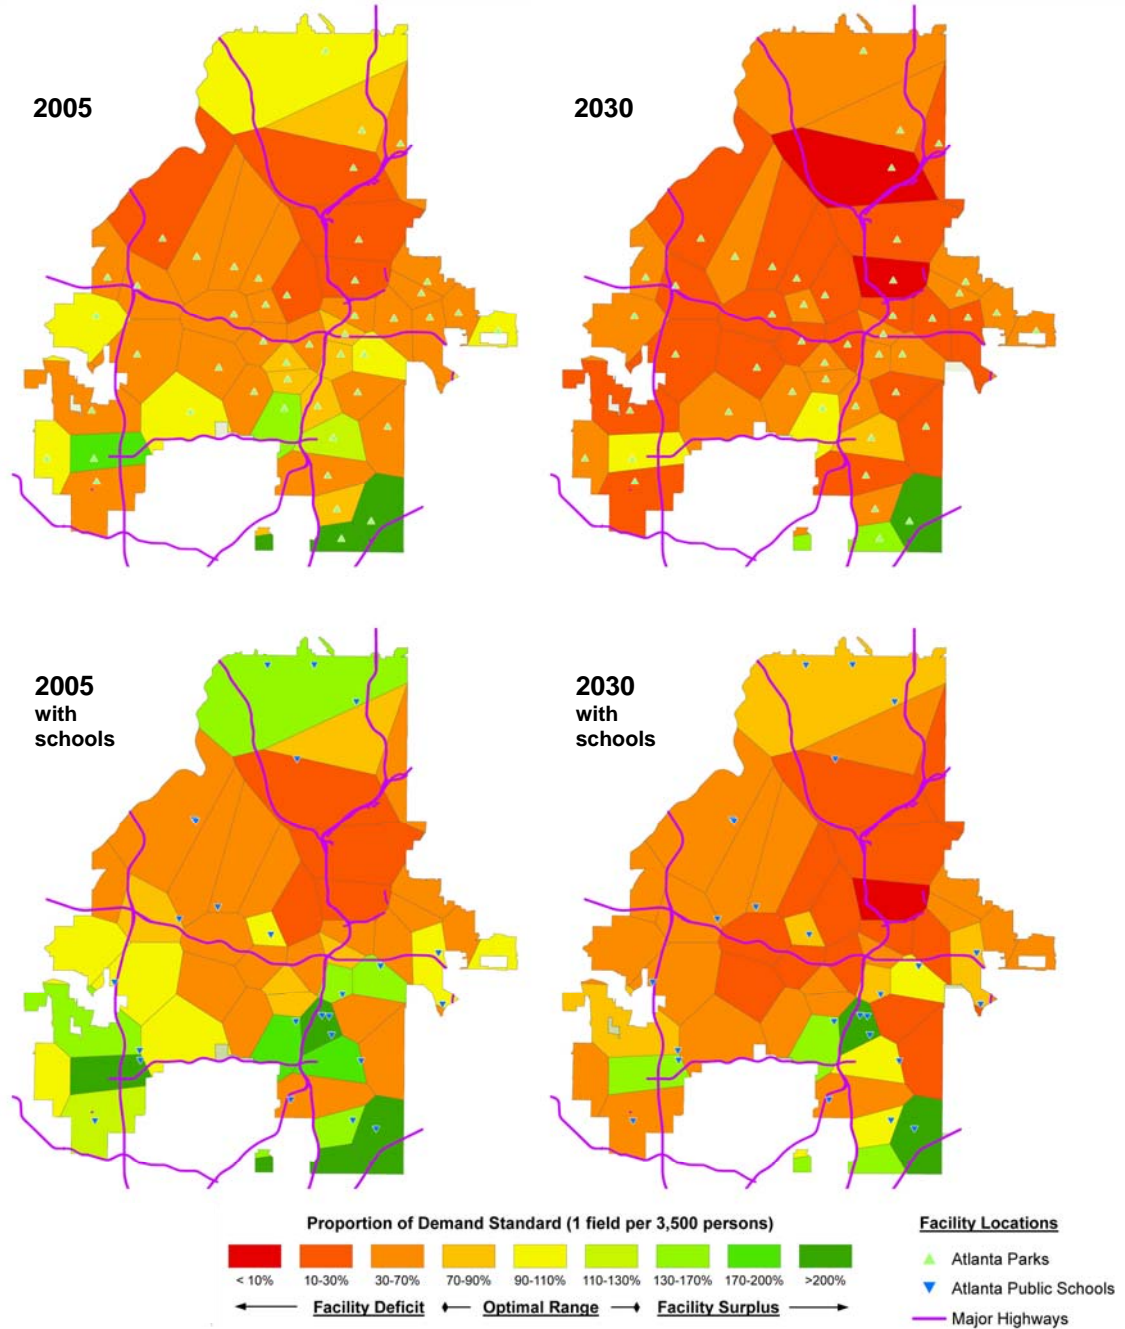 2005
2030
2005
with
schools
2030
with
schools
Proportion of Demand Standard (1 field per 3,500 persons)
< 10% 10-30% 30-70% 70-90% 90-110% 110-130% 130-170% 170-200% >200%
Facility Deficit Optimal Range Facility Surplus
Facility Locations
Atlanta Parks
Atlanta Public Schools
Major Highways